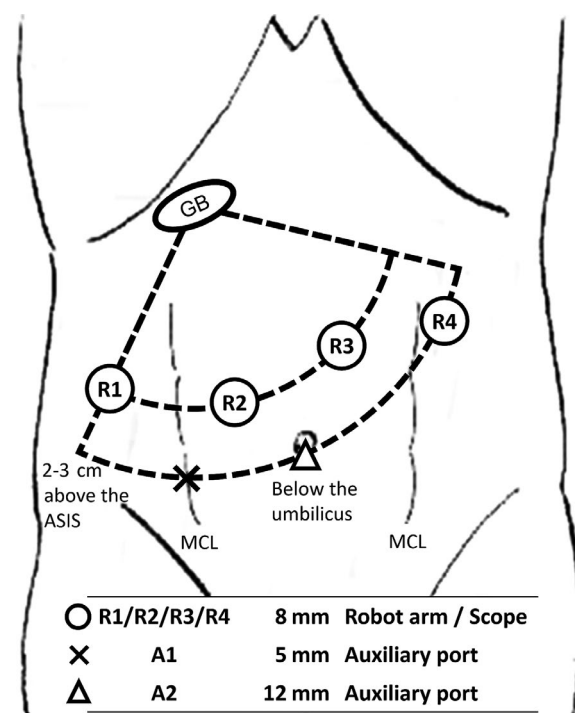 GB
R4
R3
R1
R2
2-3 cm
above the
ASIS
Below the
umbilicus
MCL
MCL
R1/R2/R3/R4 8 mm Robot arm / Scope
A1 5 mm Auxiliary port
A2 12 mm Auxiliary port